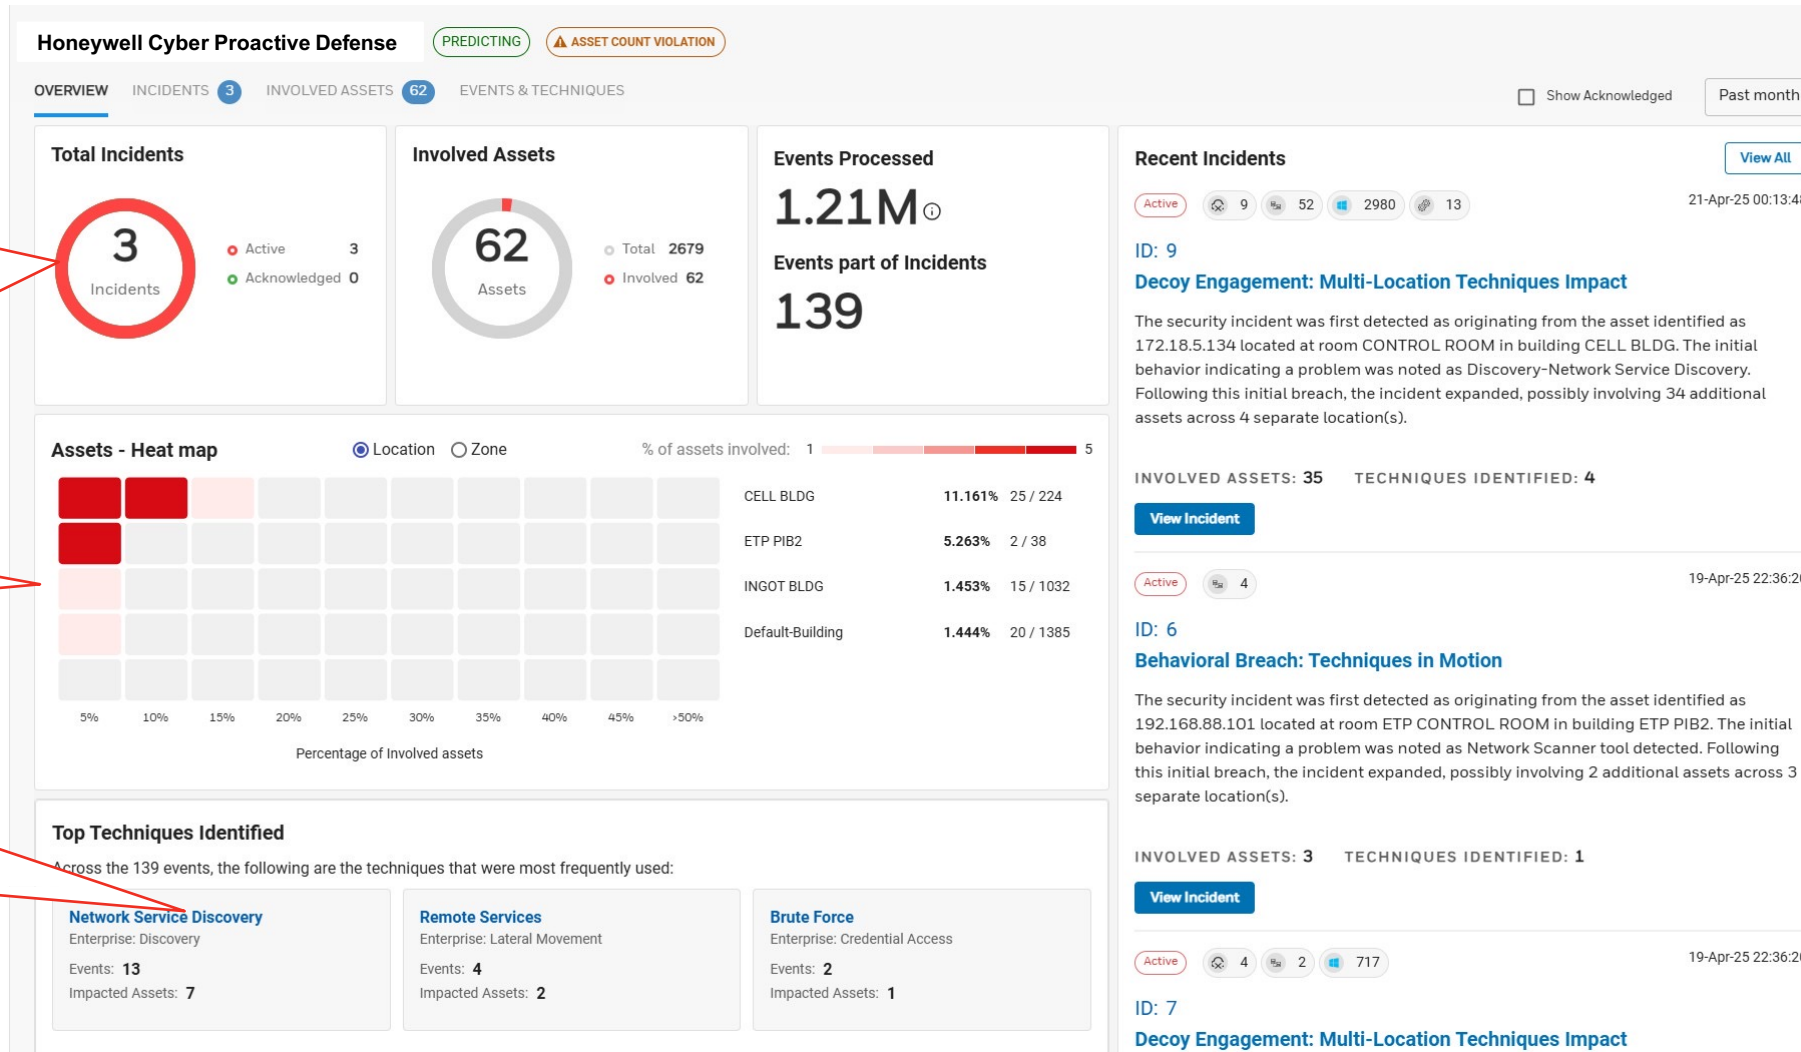 Honeywell Cyber Proactive Defense PREDICTING ASSET COUNT VIOLATION
OVERVIEW INCIDENTS 3 INVOLVED ASSETS 62 EVENTS & TECHNIQUES
Show Acknowledged Past month
Total Incidents
3
Incidents
Active 3
Acknowledged 0
Involved Assets
62
Assets
Total 2679
Involved 62
Events Processed
1.21M
Events part of Incidents
139
Assets - Heat map Location Zone % of assets involved: 1 5
CELL BLDG 11.161% 25 / 224
ETP PIB2 5.263% 2 / 38
INGOT BLDG 1.453% 15 / 1032
Default-Building 1.444% 20 / 1385
5% 10% 15% 20% 25% 30% 35% 40% 45% >50%
Percentage of Involved assets
Top Techniques Identified
Across the 139 events, the following are the techniques that were most frequently used:
Network Service Discovery
Enterprise: Discovery
Events: 13
Impacted Assets: 7
Remote Services
Enterprise: Lateral Movement
Events: 4
Impacted Assets: 2
Brute Force
Enterprise: Credential Access
Events: 2
Impacted Assets: 1
Recent Incidents View All
Active 9 52 2980 13 21-Apr-25 00:13:48
ID: 9
Decoy Engagement: Multi-Location Techniques Impact
The security incident was first detected as originating from the asset identified as
172.18.5.134 located at room CONTROL ROOM in building CELL BLDG. The initial
behavior indicating a problem was noted as Discovery-Network Service Discovery.
Following this initial breach, the incident expanded, possibly involving 34 additional
assets across 4 separate location(s).
INVOLVED ASSETS: 35 TECHNIQUES IDENTIFIED: 4
View Incident
Active 4 19-Apr-25 22:36:20
ID: 6
Behavioral Breach: Techniques in Motion
The security incident was first detected as originating from the asset identified as
192.168.88.101 located at room ETP CONTROL ROOM in building ETP PIB2. The initial
behavior indicating a problem was noted as Network Scanner tool detected. Following
this initial breach, the incident expanded, possibly involving 2 additional assets across 3
separate location(s).
INVOLVED ASSETS: 3 TECHNIQUES IDENTIFIED: 1
View Incident
Active 4 2 717 19-Apr-25 22:36:20
ID: 7
Decoy Engagement: Multi-Location Techniques Impact